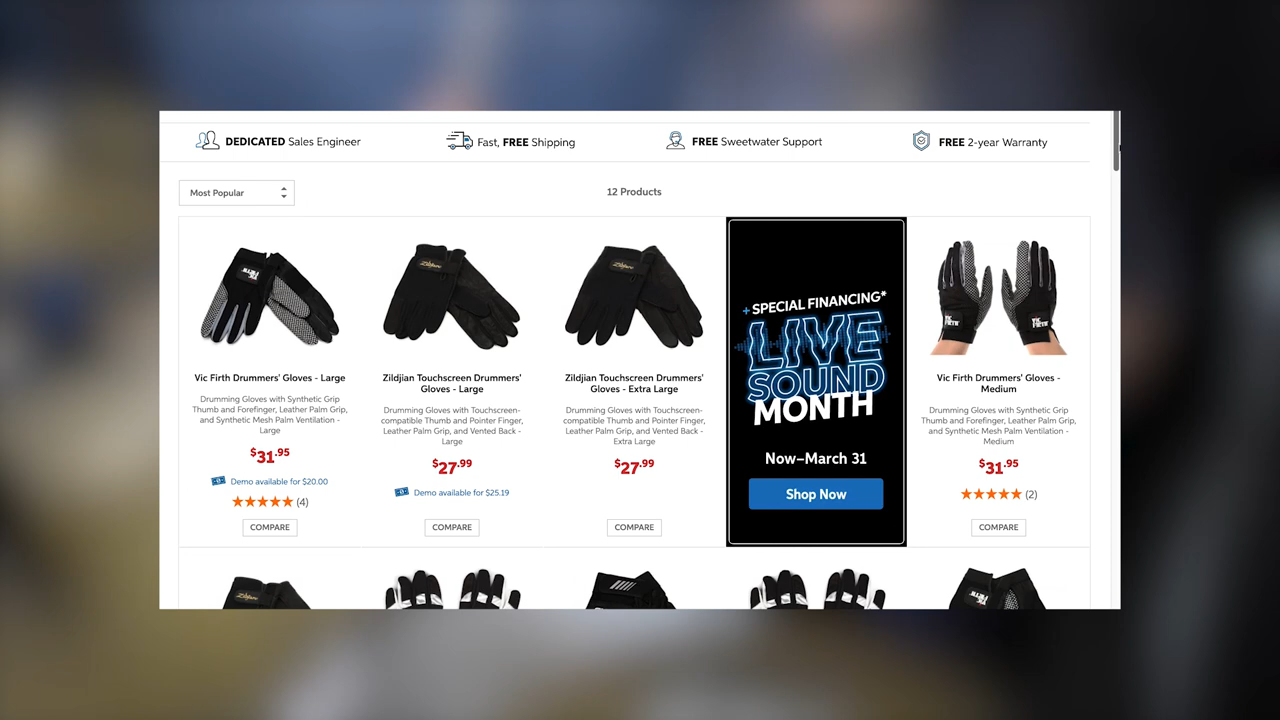 DEDICATED Sales Engineer
Fast, FREE Shipping
FREE Sweetwater Support
FREE 2-year Warranty
Most Popular
12 Products
Vic Firth Drummers' Gloves - Large
Drumming Gloves with Synthetic Grip
Thumb and Forefinger, Leather Palm Grip,
and Synthetic Mesh Palm Ventilation -
Large
$31.95
Demo available for $20.00
(4)
COMPARE
Zildjian
Zildjian Touchscreen Drummers'
Gloves - Large
Drumming Gloves with Touchscreen-
compatible Thumb and Pointer Finger,
Leather Palm Grip, and Vented Back -
Large
$27.99
Demo available for $25.19
COMPARE
Zildjian
Zildjian Touchscreen Drummers'
Gloves - Extra Large
Drumming Gloves with Touchscreen-
compatible Thumb and Pointer Finger,
Leather Palm Grip, and Vented Back -
Extra Large
$27.99
COMPARE
+ SPECIAL FINANCING*
LIVE
SOUND
MONTH
Now–March 31
Shop Now
VIC
FIRTH
VIC
FIRTH
Vic Firth Drummers' Gloves -
Medium
Drumming Gloves with Synthetic Grip
Thumb and Forefinger, Leather Palm Grip,
and Synthetic Mesh Palm Ventilation -
Medium
$31.95
(2)
COMPARE
Zildjian